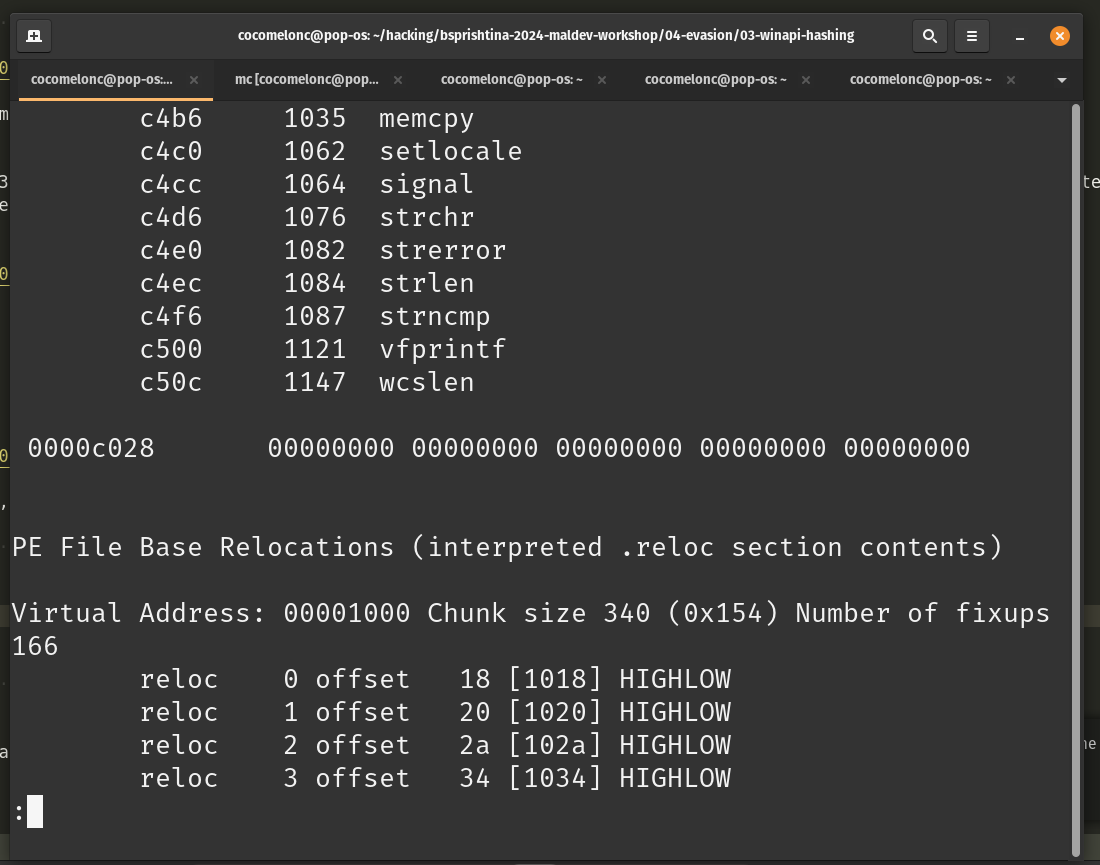 cocomelonc@pop-os: ~/hacking/bsprishtina-2024-maldev-workshop/04-evasion/03-winapi-hashing
cocomelonc@pop-os:... × mc [cocomelonc@pop... × cocomelonc@pop-os: ~ × cocomelonc@pop-os: ~ × cocomelonc@pop-os: ~ ×
c4b6 1035 memcpy
c4c0 1062 setlocale
c4cc 1064 signal
c4d6 1076 strchr
c4e0 1082 strerror
c4ec 1084 strlen
c4f6 1087 strncmp
c500 1121 vfprintf
c50c 1147 wcslen
0000c028 00000000 00000000 00000000 00000000 00000000
PE File Base Relocations (interpreted .reloc section contents)
Virtual Address: 00001000 Chunk size 340 (0x154) Number of fixups
166
reloc 0 offset 18 [1018] HIGHLOW
reloc 1 offset 20 [1020] HIGHLOW
reloc 2 offset 2a [102a] HIGHLOW
reloc 3 offset 34 [1034] HIGHLOW
: